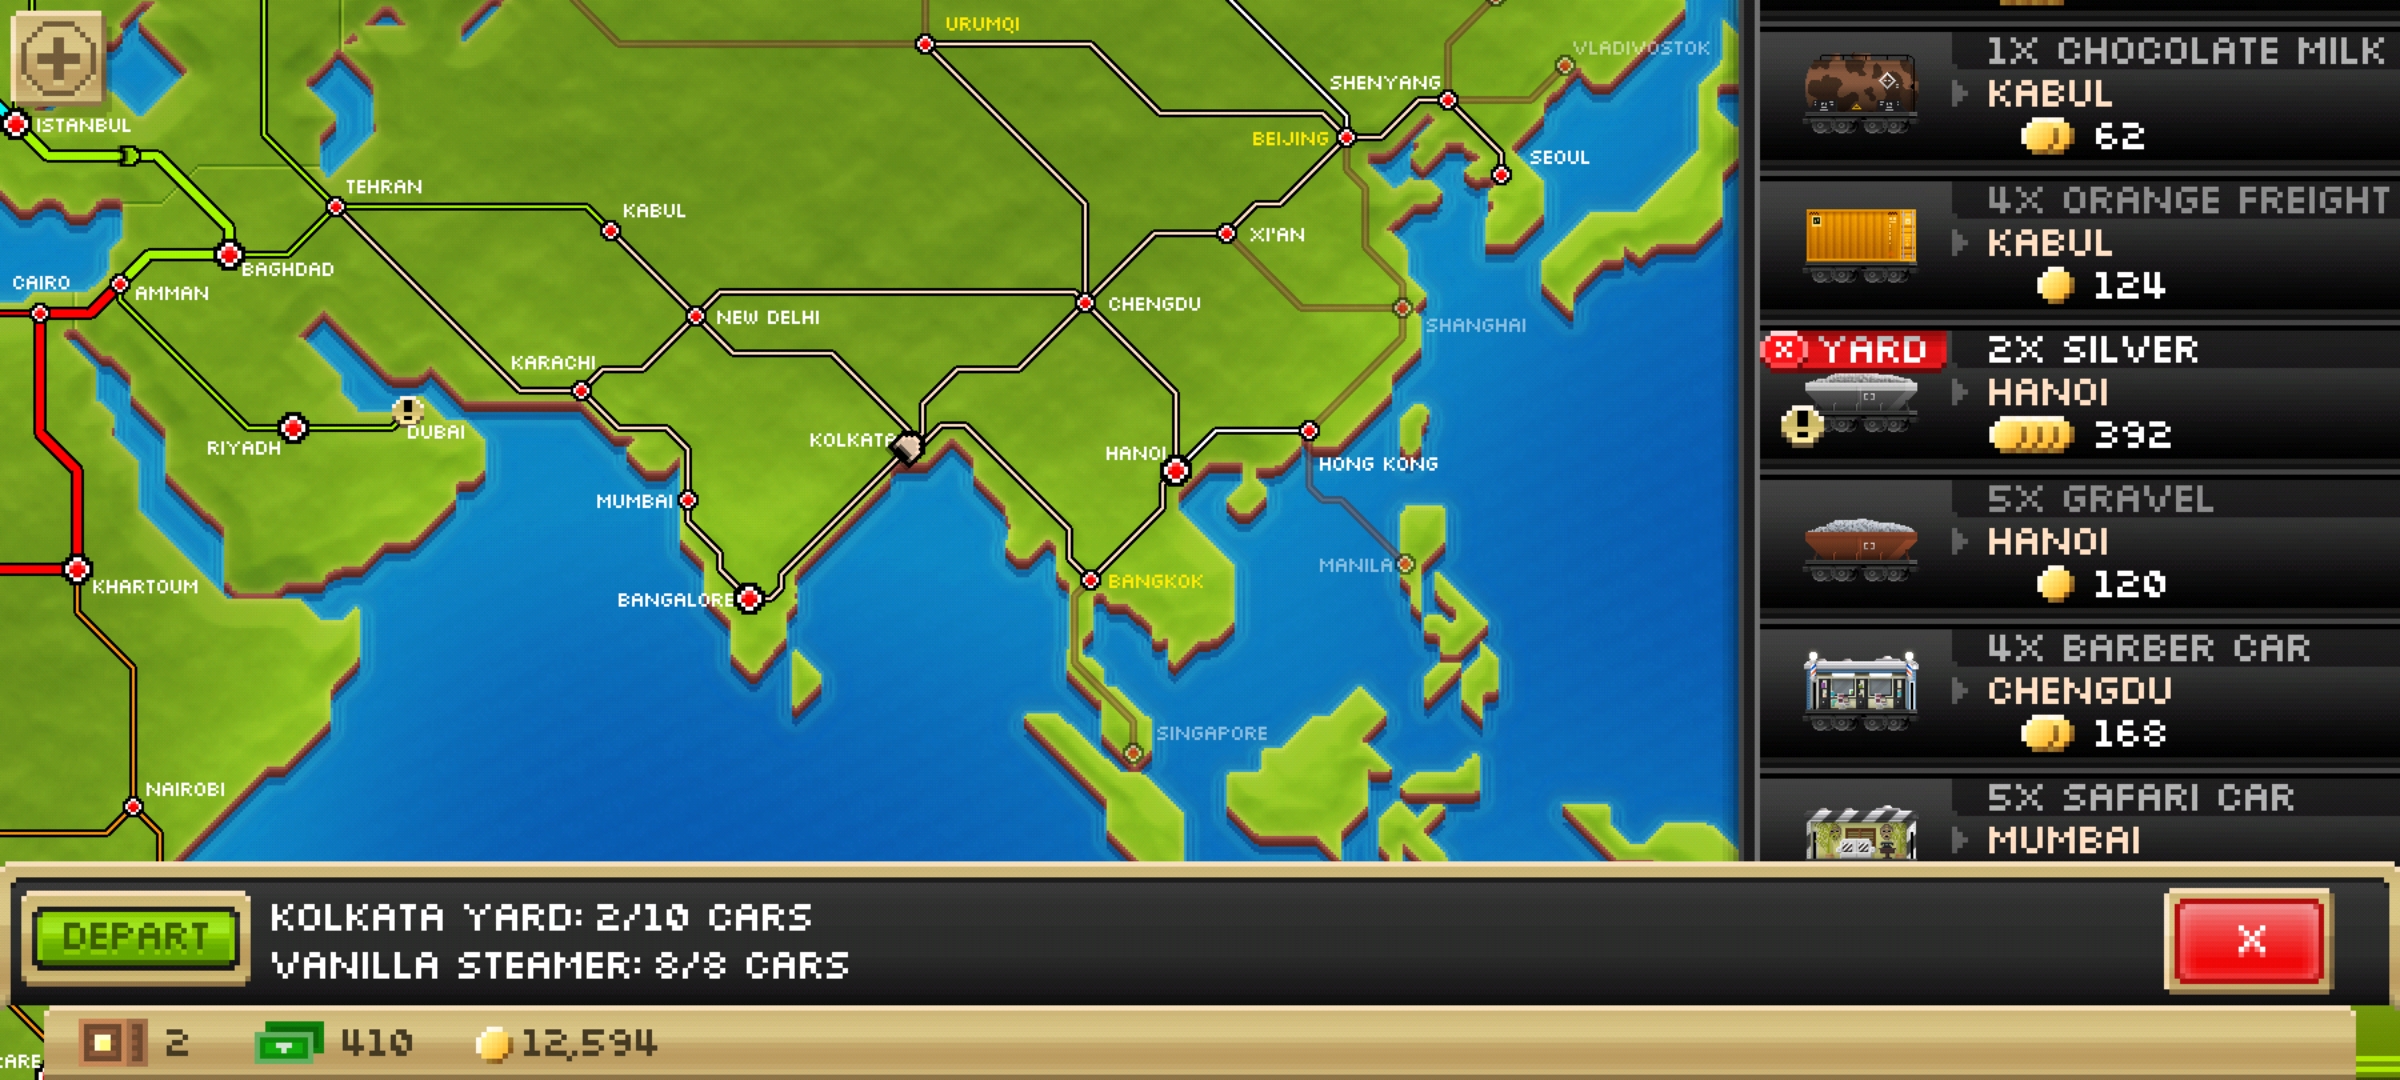 URUMQI
VLADIVOSTOK
SHENYANG
BEIJING
SEOUL
ISTANBUL
TEHRAN
KABUL
XI'AN
BAGHDAD
CAIRO
AMMAN
NEW DELHI
CHENGDU
SHANGHAI
KARACHI
DUBAI
RIYADH
KOLKATA
HANOI
HONG KONG
MUMBAI
MANILA
KHARTOUM
BANGALORE
BANGKOK
SINGAPORE
NAIROBI
1X CHOCOLATE MILK
KABUL
62
4X ORANGE FREIGHT
KABUL
124
YARD
2X SILVER
HANOI
392
5X GRAVEL
HANOI
120
4X BARBER CAR
CHENGDU
168
5X SAFARI CAR
MUMBAI
DEPART
KOLKATA YARD: 2/10 CARS
VANILLA STEAMER: 8/8 CARS
X
2
410
12,594